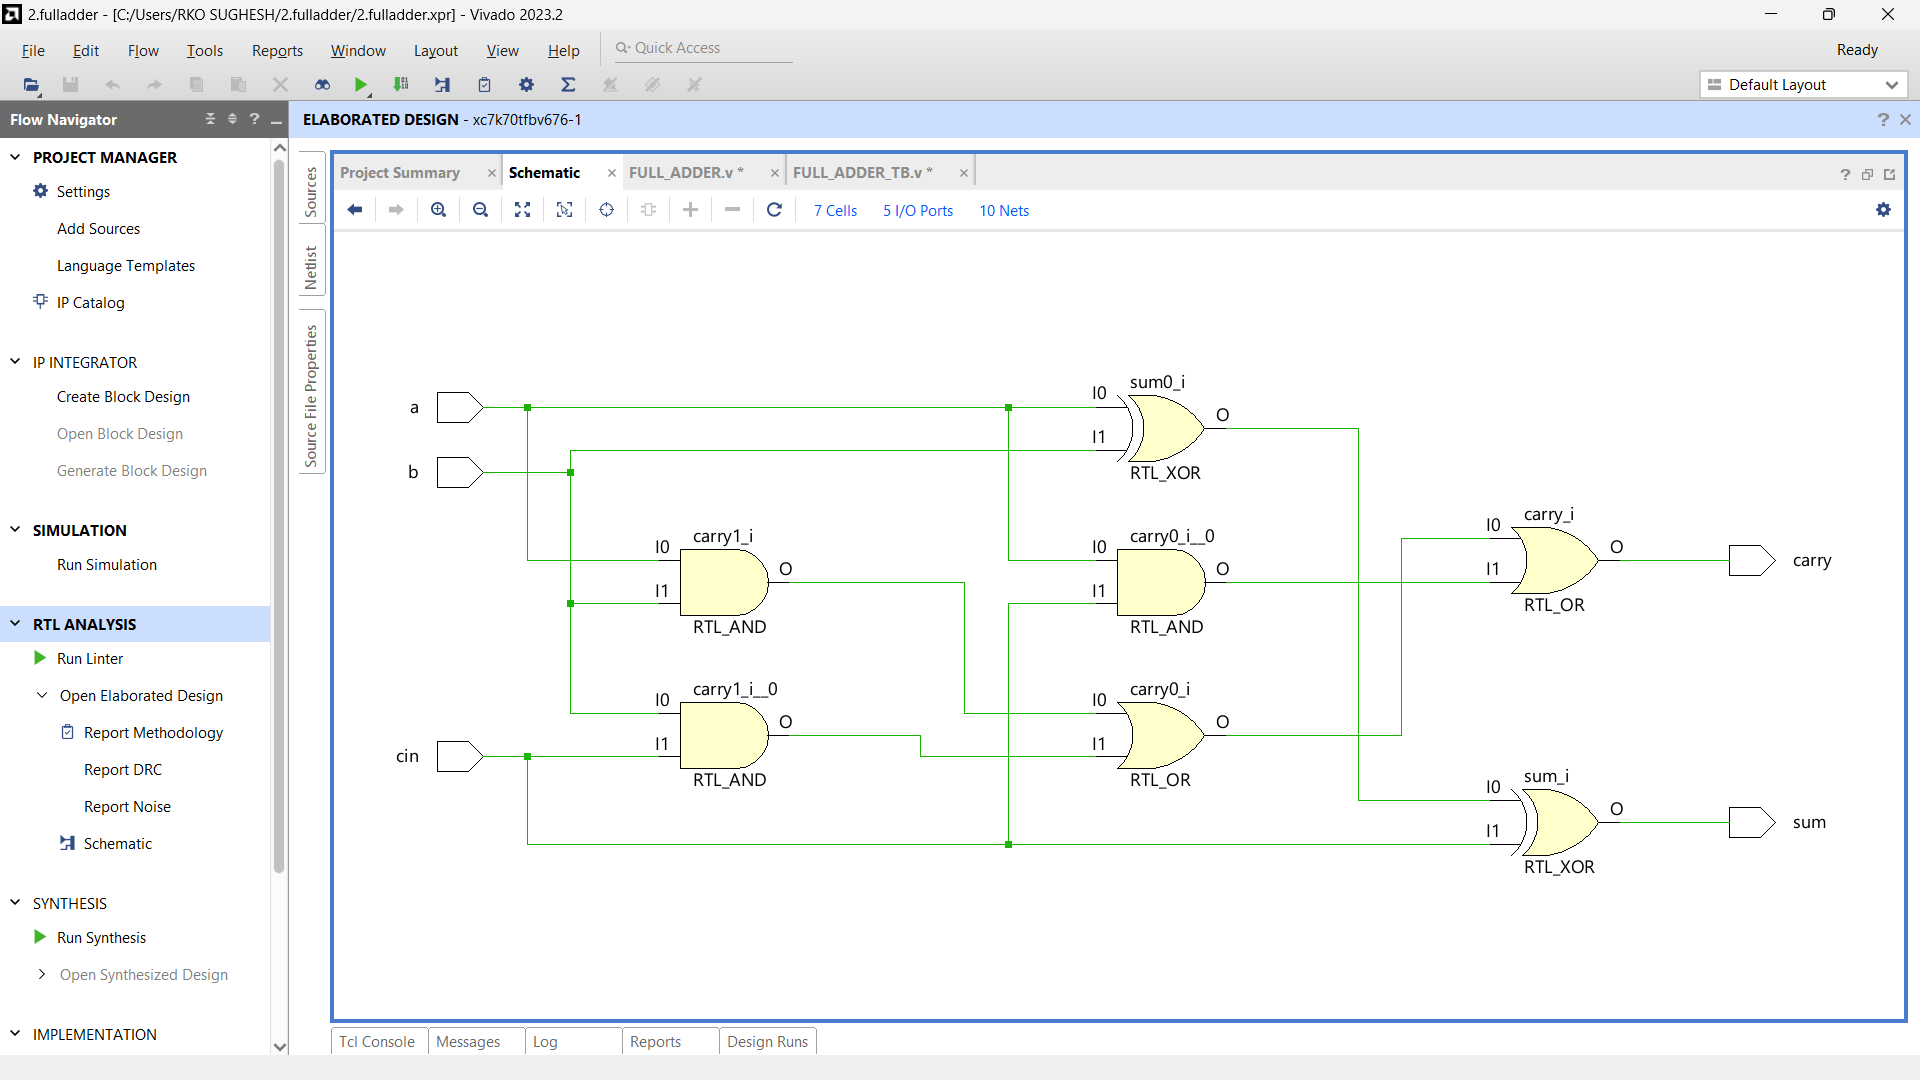 2.fulladder - [C:/Users/RKO SUGHESH/2.fulladder/2.fulladder.xpr] - Vivado 2023.2
File Edit Flow Tools Reports Window Layout View Help Quick Access Ready
Default Layout
Flow Navigator
ELABORATED DESIGN - xc7k70tfbv676-1
PROJECT MANAGER
Settings
Add Sources
Language Templates
IP Catalog
IP INTEGRATOR
Create Block Design
Open Block Design
Generate Block Design
SIMULATION
Run Simulation
RTL ANALYSIS
Run Linter
Open Elaborated Design
Report Methodology
Report DRC
Report Noise
Schematic
SYNTHESIS
Run Synthesis
Open Synthesized Design
IMPLEMENTATION
Sources
Netlist
Source File Properties
Project Summary Schematic FULL_ADDER.v * FULL_ADDER_TB.v *
7 Cells 5 I/O Ports 10 Nets
a
b
cin
sum0_i
I0
I1
O
RTL_XOR
carry1_i
I0
I1
O
RTL_AND
carry0_i__0
I0
I1
O
RTL_AND
carry_i
I0
I1
O
RTL_OR
carry
carry1_i__0
I0
I1
O
RTL_AND
carry0_i
I0
I1
O
RTL_OR
sum_i
I0
I1
O
RTL_XOR
sum
Tcl Console Messages Log Reports Design Runs